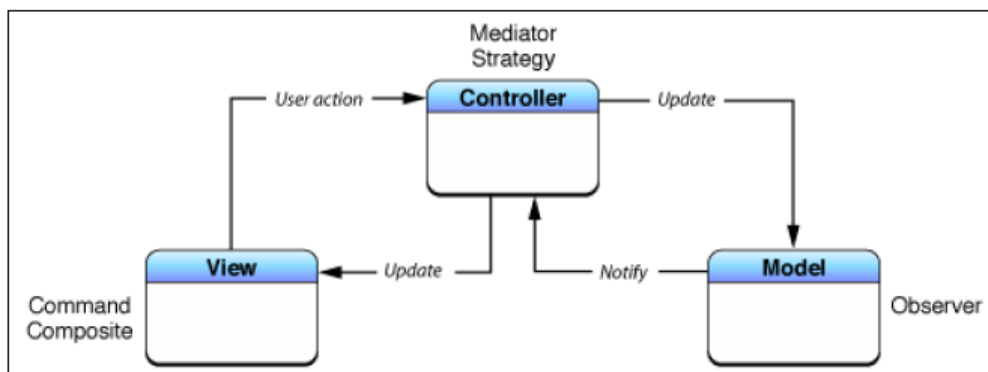 Mediator
Strategy
Controller
User action
Update
View
Update
Notify
Model
Command
Composite
Observer